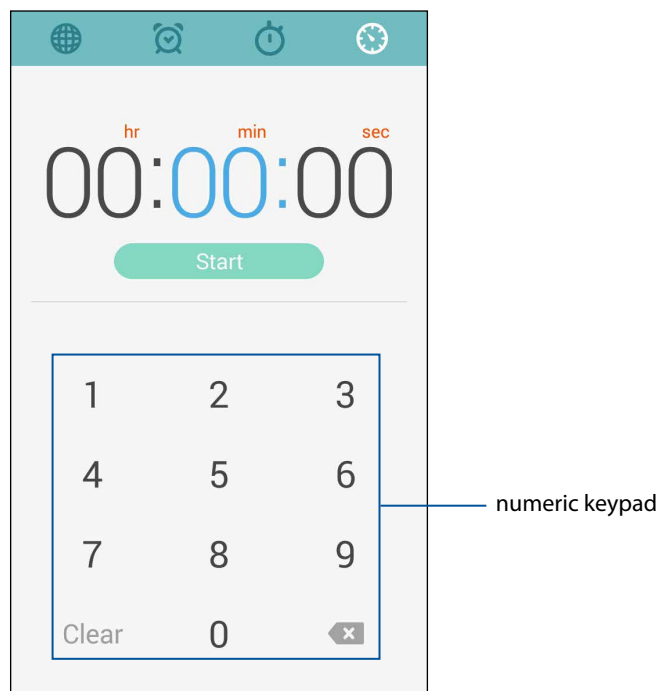 hr min sec
00:00:00
Start
1 2 3
4 5 6
numeric keypad
7 8 9
Clear 0